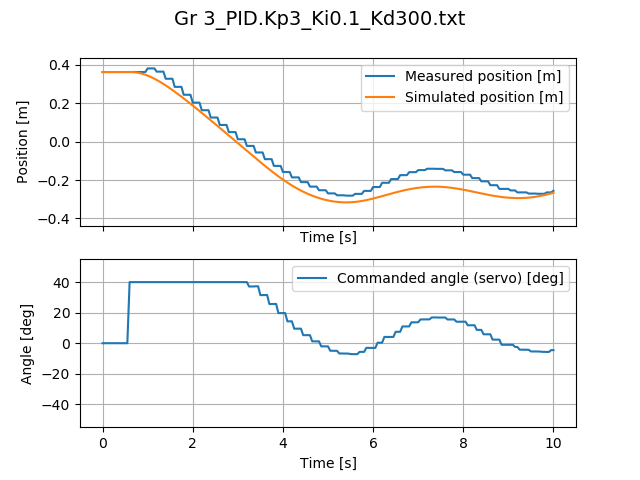 Gr 3_PID.Kp3_Ki0.1_Kd300.txt
0.4
0.2
0.0
−0.2
−0.4
Position [m]
Measured position [m]
Simulated position [m]
Time [s]
40
20
0
−20
−40
Angle [deg]
Commanded angle (servo) [deg]
0 2 4 6 8 10
Time [s]